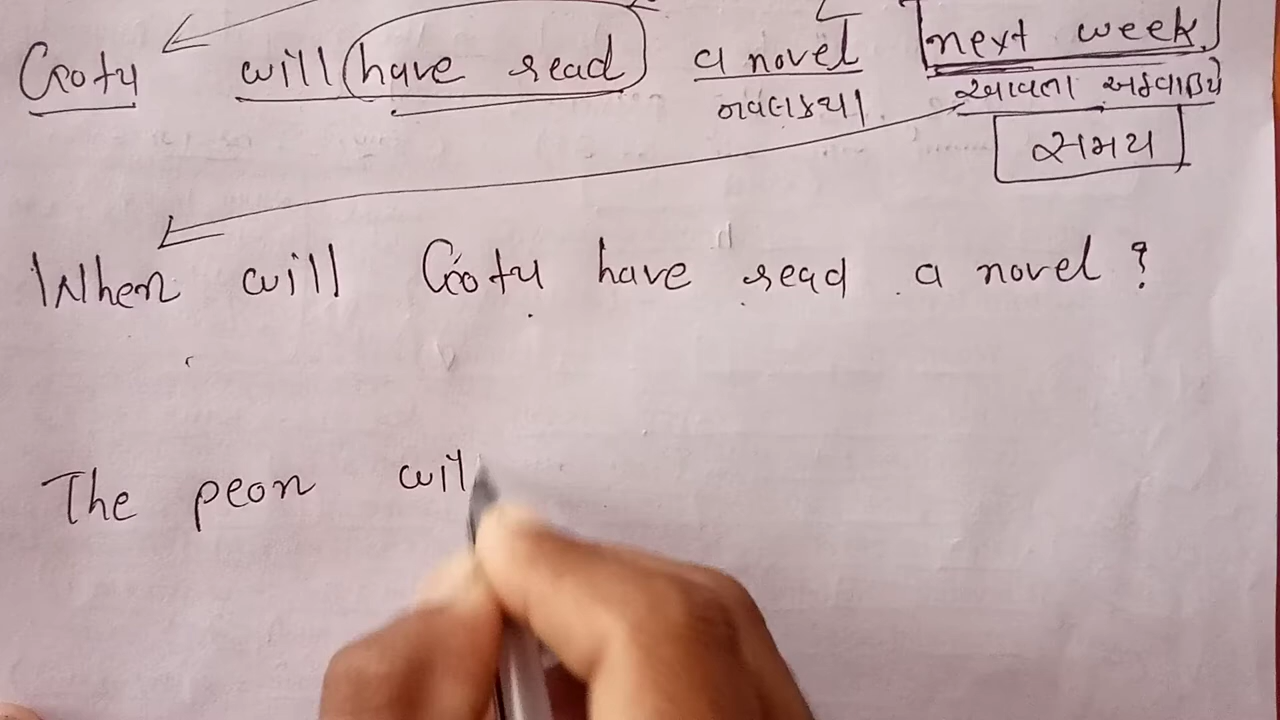 Gotu will have read a novel next week.
નવલકથા. આવતા અઠવાડિયે
સમય
When will Gotu have read a novel?
The peon wil